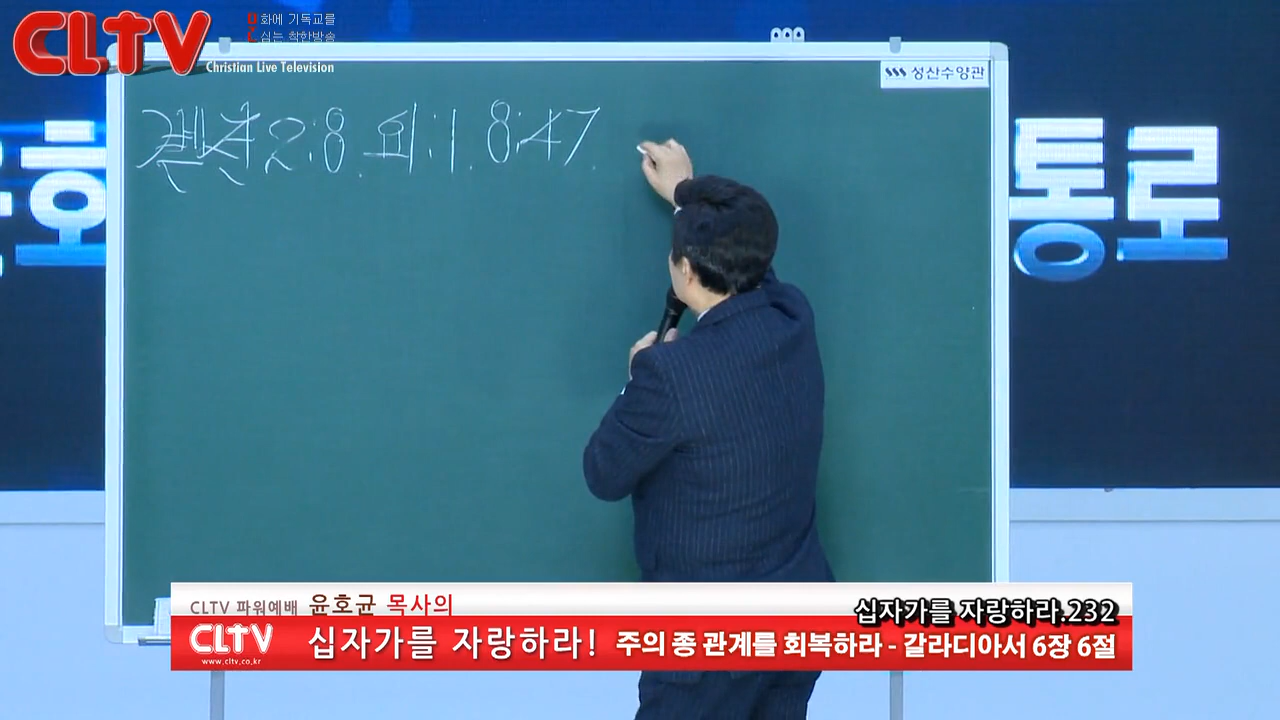 CLTV
문화에 기독교를
심는 착한방송
Christian Live Television
성산수양관
2:8. 요:1. 8:47.
통로
CLTV 파워예배 윤호균 목사의
십자가를 자랑하라.232
CLTV
www.cltv.co.kr
십자가를 자랑하라! 주의 종 관계를 회복하라 - 갈라디아서 6장 6절